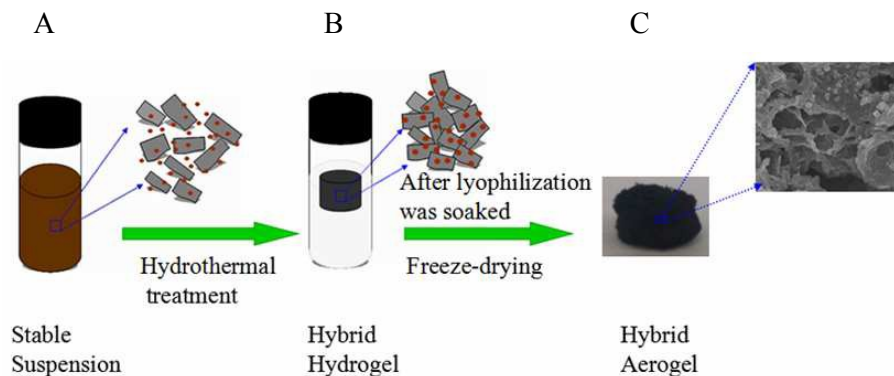 A
B
C
After lyophilization
was soaked
Hydrothermal
treatment
Freeze-drying
Stable
Suspension
Hybrid
Hydrogel
Hybrid
Aerogel